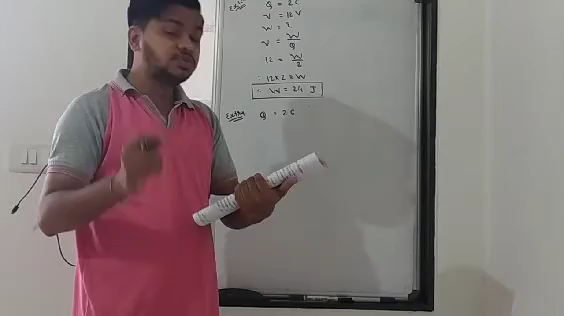 Q = 2C
V = 12 V
W = ?
V = W/Q
12 = W/2
∴ 12 x 2 = W
∴ W = 24 J
Q = 2C